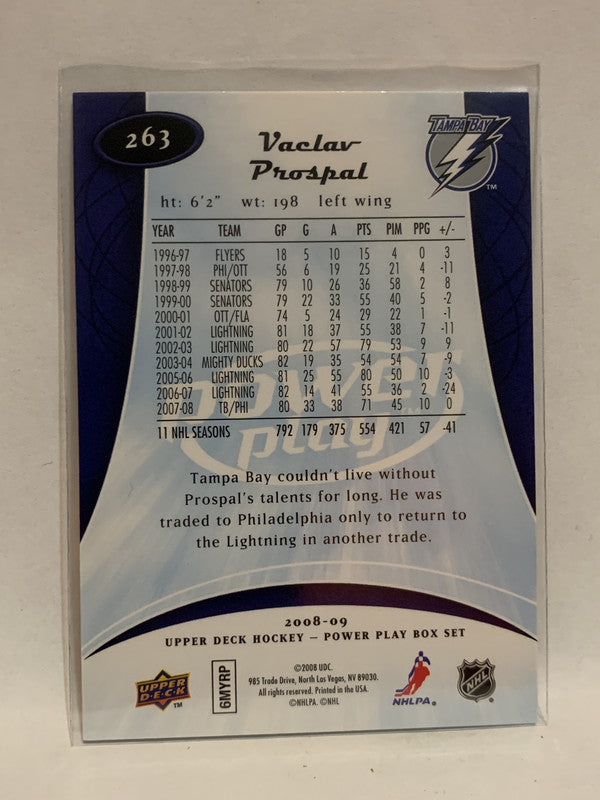 263
Vaclav
Prospal
TAMPA BAY
TM
ht: 6'2" wt: 198 left wing
YEAR TEAM GP G A PTS PIM PPG +/-
1996-97 FLYERS 18 5 10 15 4 0 3
1997-98 PHI/OTT 56 6 19 25 21 4 -11
1998-99 SENATORS 79 10 26 36 58 2 8
1999-00 SENATORS 79 22 33 55 40 5 -2
2000-01 OTT/FLA 74 5 24 29 22 1 -1
2001-02 LIGHTNING 81 18 37 55 38 7 -11
2002-03 LIGHTNING 80 22 57 79 53 9 9
2003-04 MIGHTY DUCKS 82 19 35 54 54 7 -9
2005-06 LIGHTNING 81 25 55 80 50 10 -3
2006-07 LIGHTNING 82 14 41 55 36 2 -24
2007-08 TB/PHI 80 33 38 71 45 10 0
11 NHL SEASONS 792 179 375 554 421 57 -41
power
play
Tampa Bay couldn't live without
Prospal's talents for long. He was
traded to Philadelphia only to return to
the Lightning in another trade.
2008-09
UPPER DECK HOCKEY – POWER PLAY BOX SET
UPPER
DECK
TM
6MYRP
©2008 UDC.
985 Trade Drive, North Las Vegas, NV 89030.
All rights reserved. Printed in the USA.
©NHLPA. ©NHL
NHLPA®
NHL